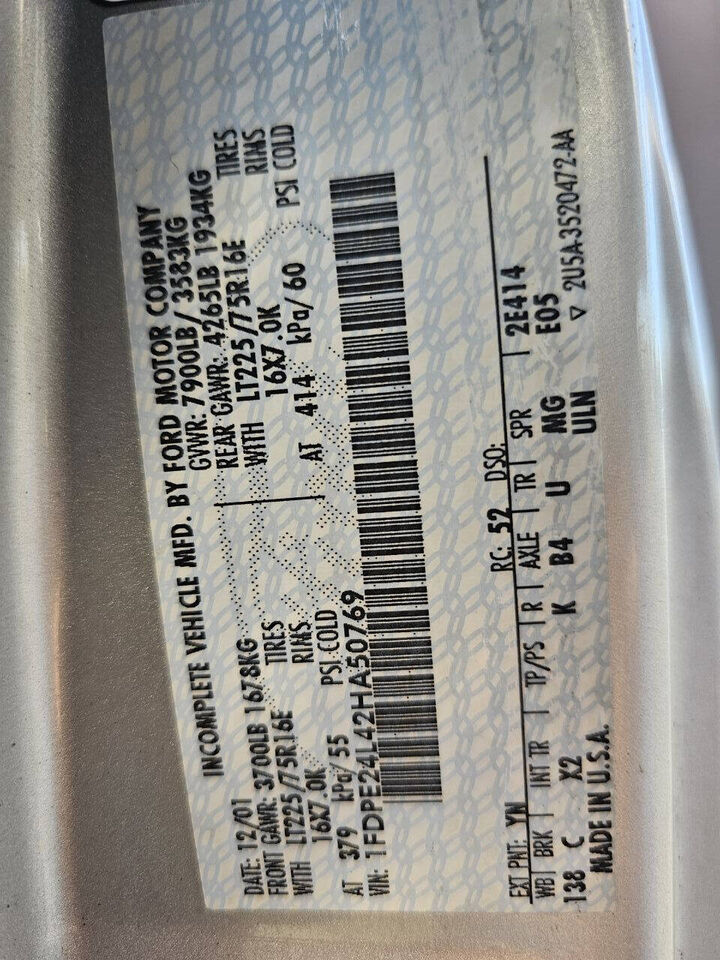 INCOMPLETE VEHICLE MFD. BY FORD MOTOR COMPANY
DATE: 12/01 GVWR: 7900LB/ 3583KG
FRONT GAWR: 3700LB 1678KG REAR GAWR: 4265LB 1934KG
WITH LT225/75R16E TIRES WITH LT225/75R16E TIRES
16X7.0K RIMS 16X7.0K RIMS
AT 379 kPa/ 55 PSI COLD AT 414 kPa/ 60 PSI COLD
VIN: 1FDPE24L42HA50769
EXT PNT: YN RC: 52 DSO:
WB BRK INT TR TP/PS R AXLE TR SPR 2E414
138 C X2 K B4 U MG E05
MADE IN U.S.A. ULN ▽ 2U5A-3520472-AA